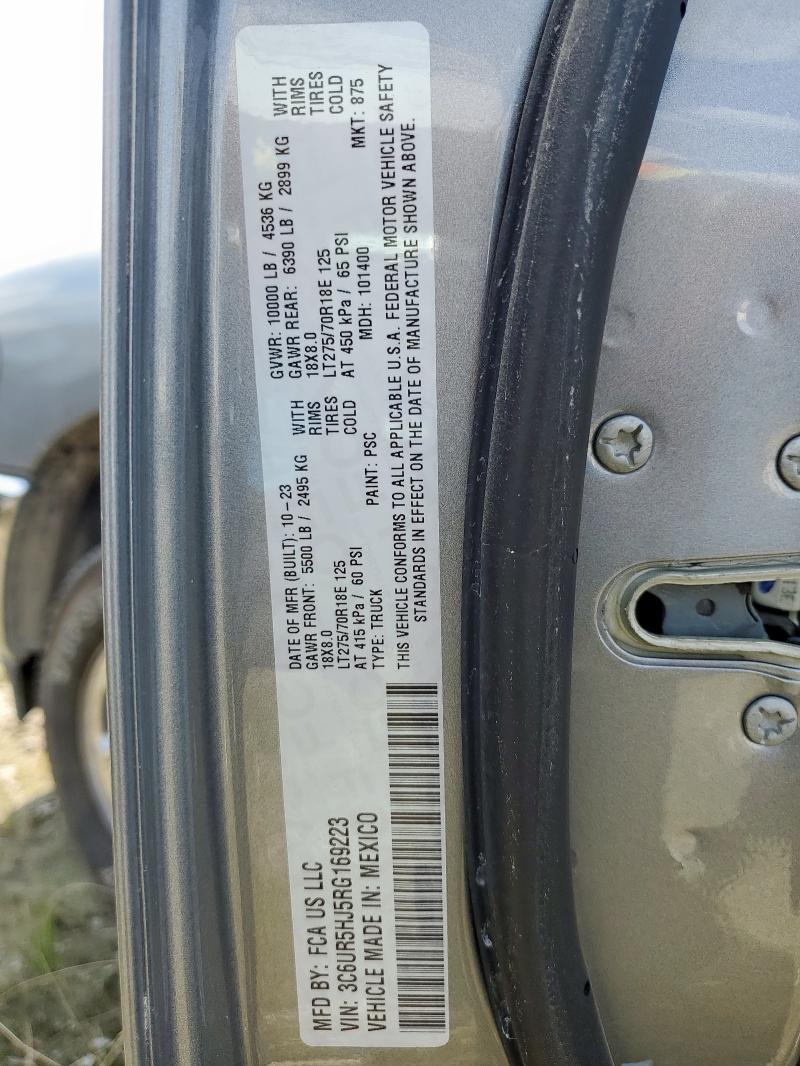 MFD BY: FCA US LLC
VIN: 3C6UR5HJ5RG169223
VEHICLE MADE IN: MEXICO
DATE OF MFR (BUILT): 10-23
GAWR FRONT: 5500 LB / 2495 KG WITH
18X8.0 RIMS
LT275/70R18E 125 TIRES
AT 415 kPa / 60 PSI COLD
TYPE: TRUCK PAINT: PSC
GVWR: 10000 LB / 4536 KG
GAWR REAR: 6390 LB / 2899 KG WITH
18X8.0 RIMS
LT275/70R18E 125 TIRES
AT 450 kPa / 65 PSI COLD
MDH: 101400 MKT: 875
THIS VEHICLE CONFORMS TO ALL APPLICABLE U.S.A. FEDERAL MOTOR VEHICLE SAFETY
STANDARDS IN EFFECT ON THE DATE OF MANUFACTURE SHOWN ABOVE.